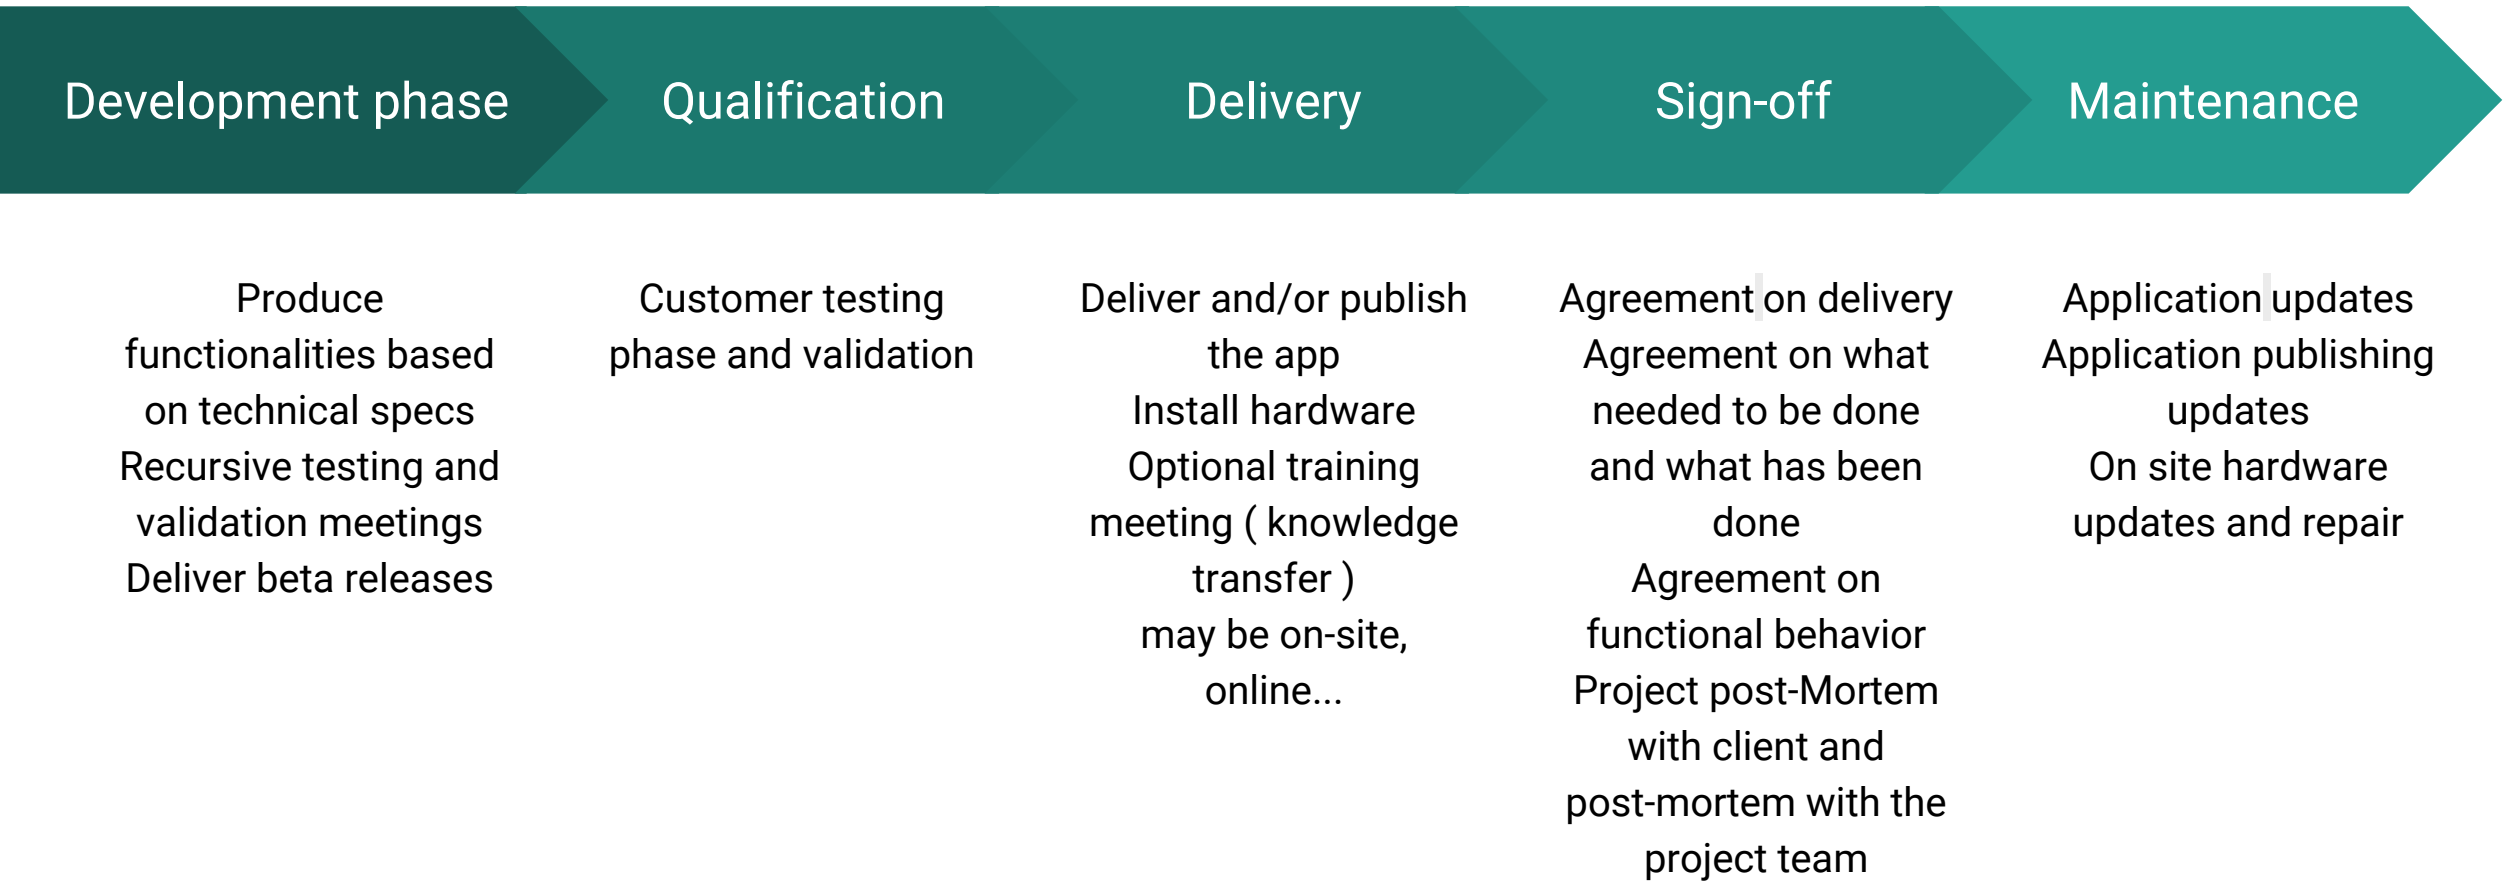 Development phase
Qualification
Delivery
Sign-off
Maintenance
Produce
functionalities based
on technical specs
Recursive testing and
validation meetings
Deliver beta releases
Customer testing
phase and validation
Deliver and/or publish
the app
Install hardware
Optional training
meeting ( knowledge
transfer )
may be on-site,
online...
Agreement on delivery
Agreement on what
needed to be done
and what has been
done
Agreement on
functional behavior
Project post-Mortem
with client and
post-mortem with the
project team
Application updates
Application publishing
updates
On site hardware
updates and repair